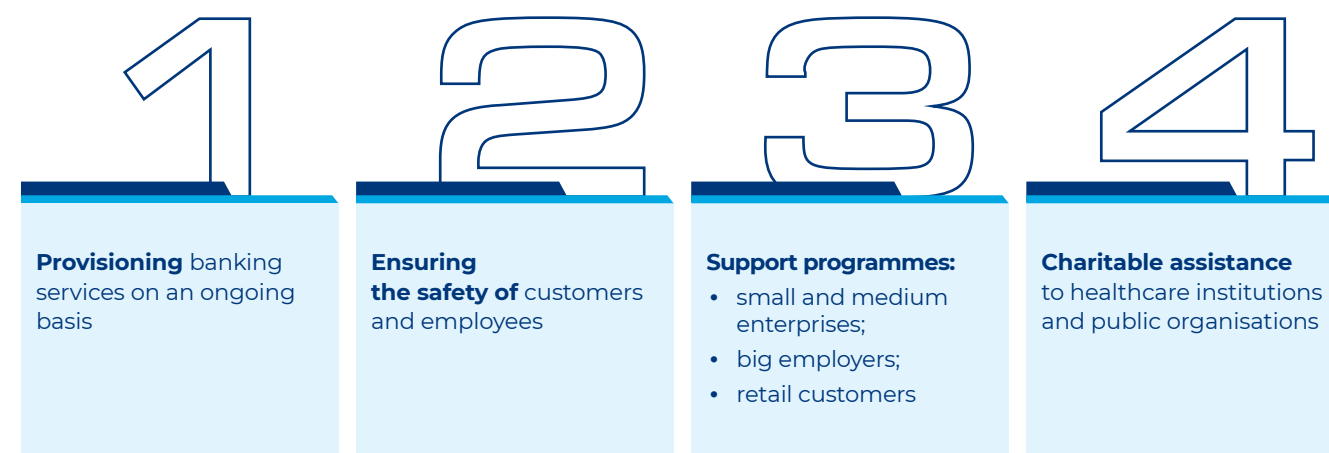 1
Provisioning banking
services on an ongoing
basis
2
Ensuring
the safety of customers
and employees
3
Support programmes:
• small and medium
enterprises;
• big employers;
• retail customers
4
Charitable assistance
to healthcare institutions
and public organisations